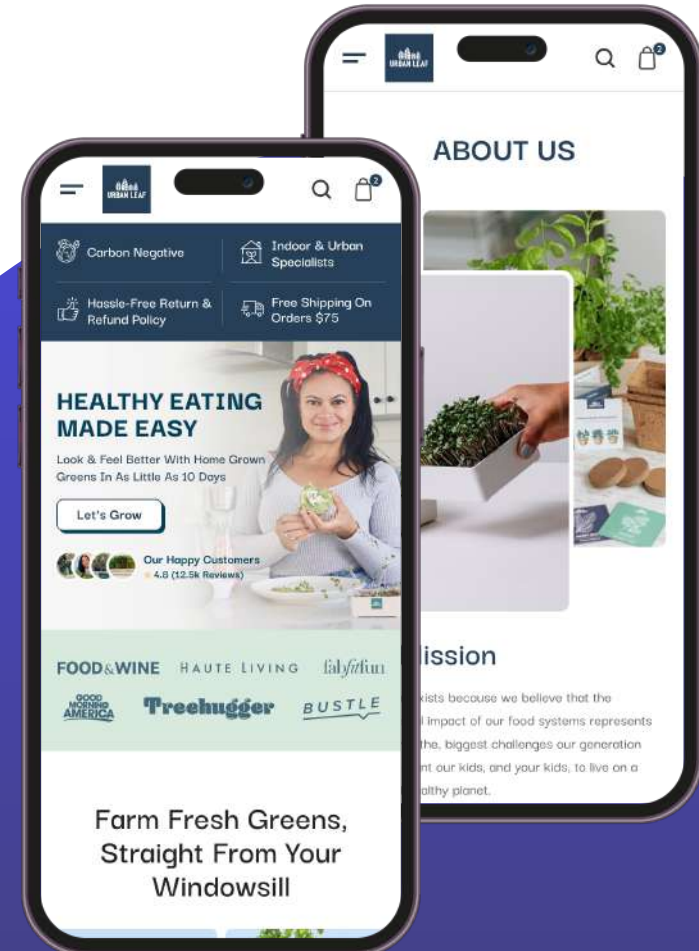 URBAN LEAF
2
ABOUT US
lission
xists because we believe that the
l impact of our food systems represents
the, biggest challenges our generation
nt our kids, and your kids, to live on a
althy planet.
URBAN LEAF
2
Carbon Negative
Indoor & Urban
Specialists
Hassle-Free Return &
Refund Policy
Free Shipping On
Orders $75
HEALTHY EATING
MADE EASY
Look & Feel Better With Home Grown
Greens In As Little As 10 Days
Let's Grow
Our Happy Customers
4.8 (12.5k Reviews)
FOOD&WINE
HAUTE LIVING
fabfitfun
GOOD
MORNING
AMERICA
Treehugger
BUSTLE
Farm Fresh Greens,
Straight From Your
Windowsill